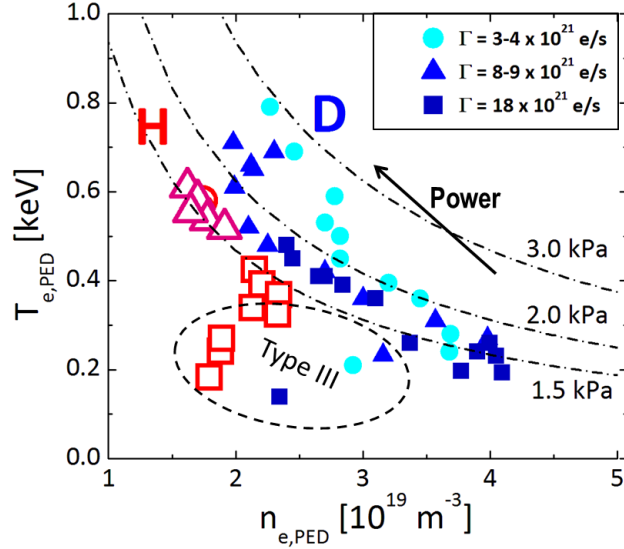 1.0
0.8
0.6
0.4
0.2
0.0
T e,PED [keV]
H
D
Γ = 3-4 x 10^21 e/s
Γ = 8-9 x 10^21 e/s
Γ = 18 x 10^21 e/s
Power
3.0 kPa
2.0 kPa
1.5 kPa
Type III
1 2 3 4 5
n e,PED [10^19 m^-3]